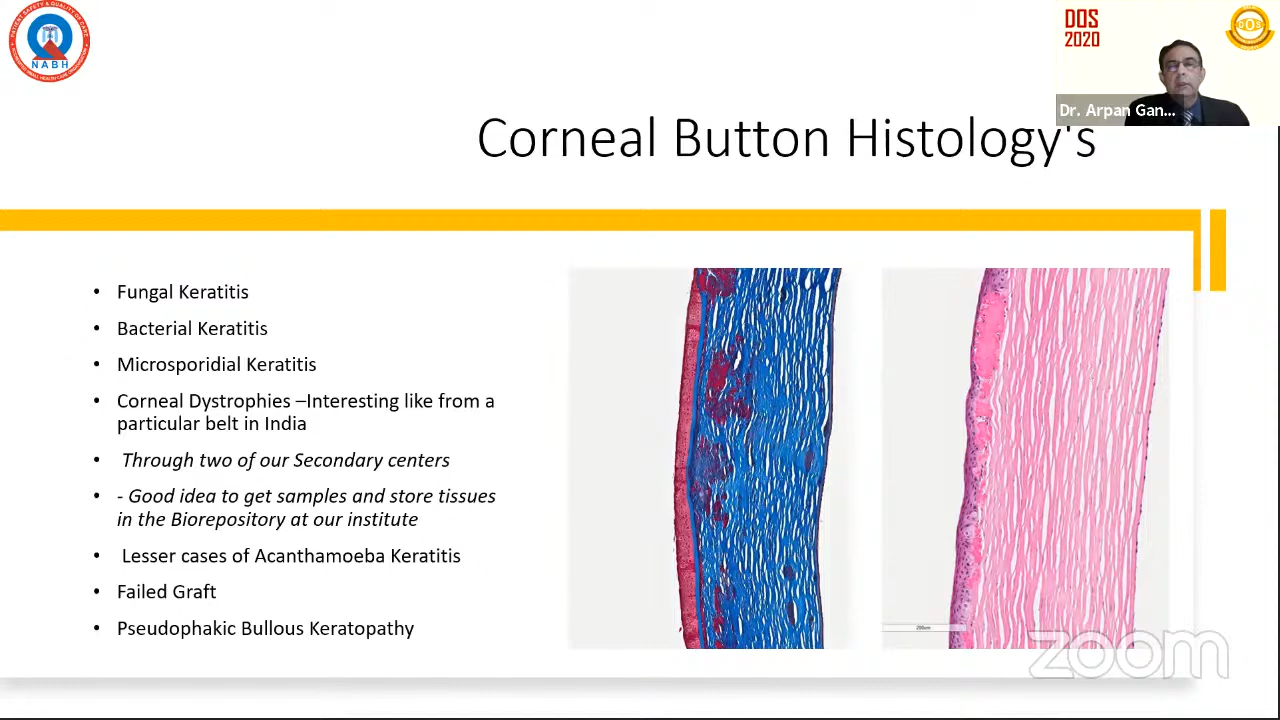 NABH
DOS
2020
DOS
Dr. Arpan Gan...
Corneal Button Histology's
• Fungal Keratitis
• Bacterial Keratitis
• Microsporidial Keratitis
• Corneal Dystrophies –Interesting like from a
particular belt in India
• Through two of our Secondary centers
• - Good idea to get samples and store tissues
in the Biorepository at our institute
• Lesser cases of Acanthamoeba Keratitis
• Failed Graft
• Pseudophakic Bullous Keratopathy
zoom